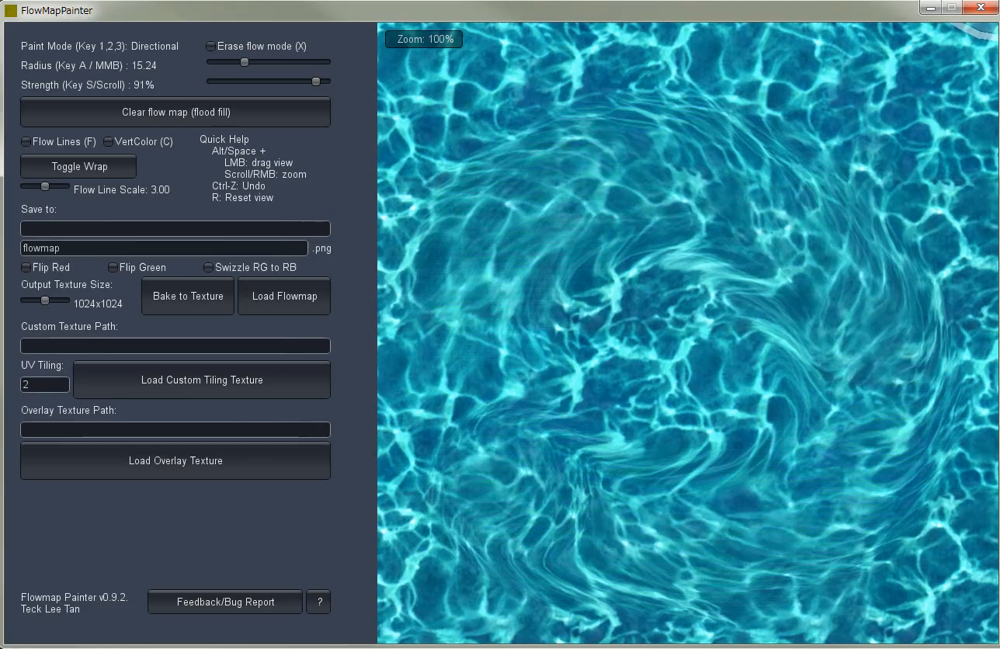 FlowMapPainter
Zoom: 100%
Paint Mode (Key 1,2,3): Directional
Erase flow mode (X)
Radius (Key A / MMB) : 15.24
Strength (Key S/Scroll) : 91%
Clear flow map (flood fill)
Flow Lines (F)
VertColor (C)
Quick Help
Alt/Space +
LMB: drag view
Scroll/RMB: zoom
Ctrl-Z: Undo
R: Reset view
Toggle Wrap
Flow Line Scale: 3.00
Save to:
flowmap
.png
Flip Red
Flip Green
Swizzle RG to RB
Output Texture Size:
1024x1024
Bake to Texture
Load Flowmap
Custom Texture Path:
UV Tiling:
2
Load Custom Tiling Texture
Overlay Texture Path:
Load Overlay Texture
Flowmap Painter v0.9.2.
Teck Lee Tan
Feedback/Bug Report
?